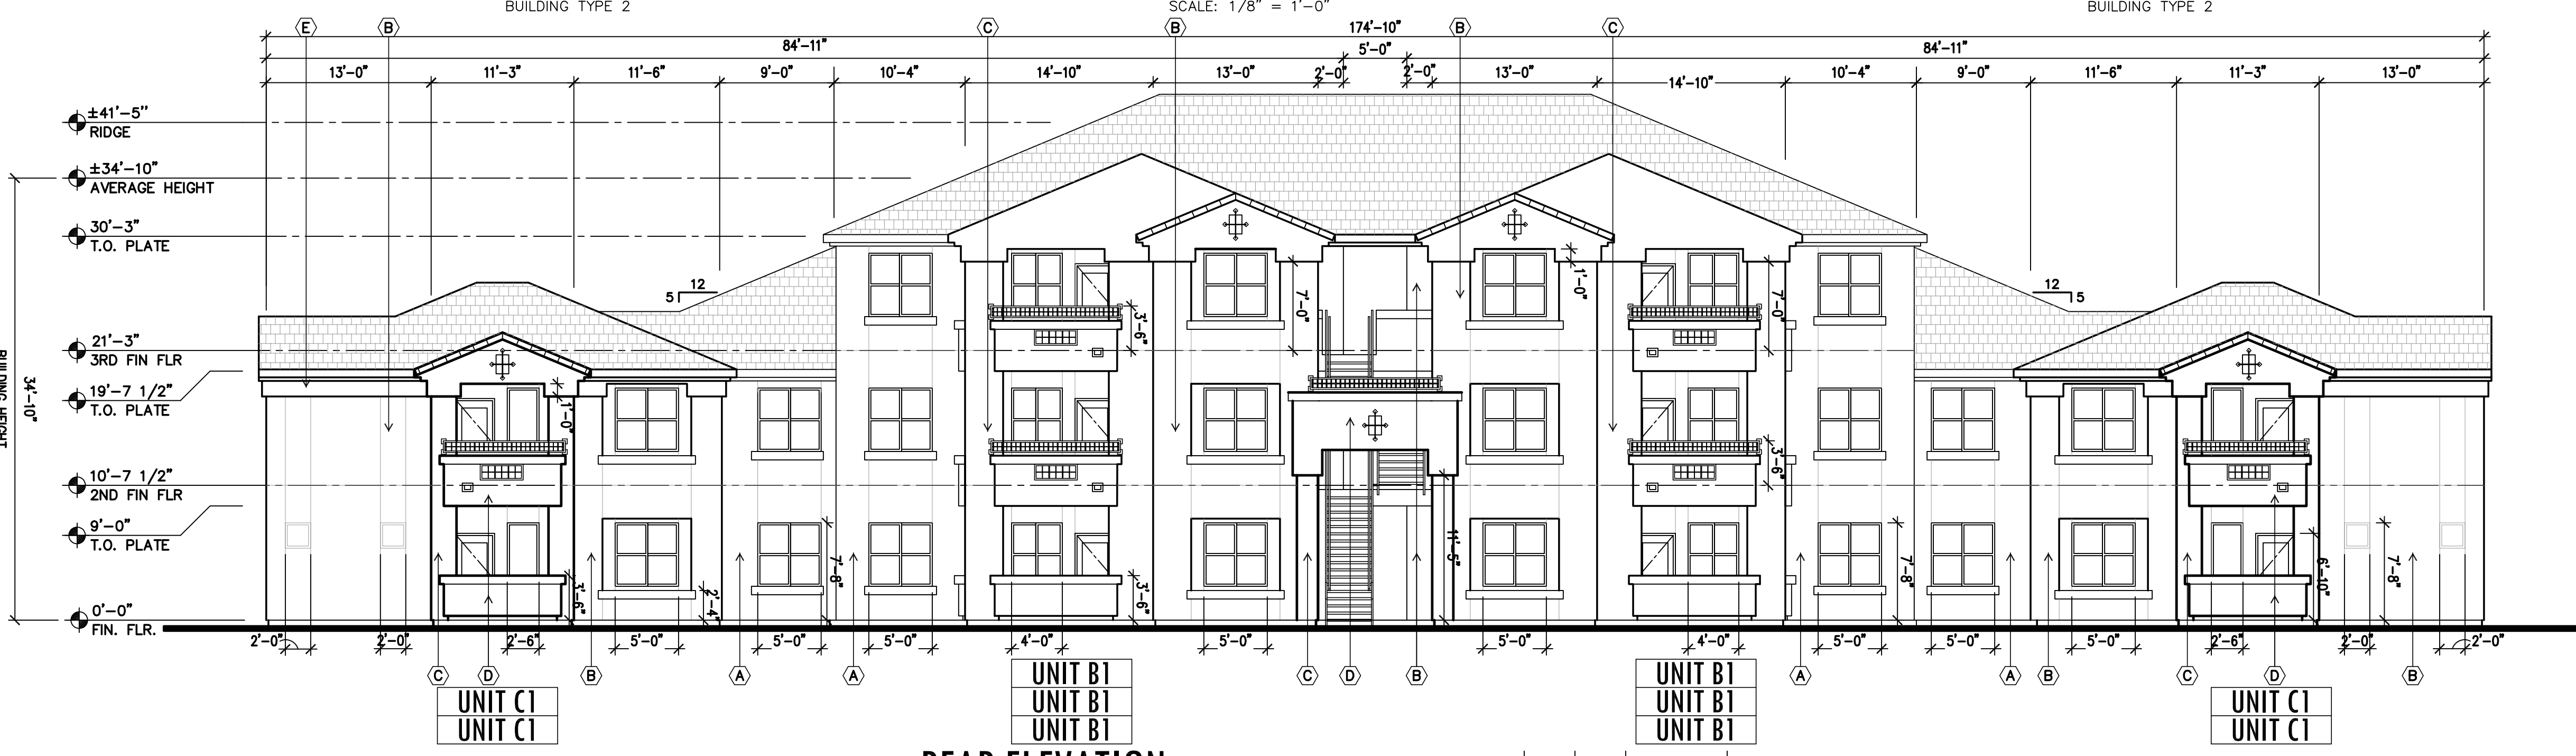 BUILDING TYPE 2
SCALE: 1/8" = 1'-0"
BUILDING TYPE 2
E B C B B C
174'-10"
84'-11" 5'-0" 84'-11"
13'-0" 11'-3" 11'-6" 9'-0" 10'-4" 14'-10" 13'-0" 2'-0" 2'-0" 13'-0" 14'-10" 10'-4" 9'-0" 11'-6" 11'-3" 13'-0"
±41'-5"
RIDGE
±34'-10"
AVERAGE HEIGHT
30'-3"
T.O. PLATE
21'-3"
3RD FIN FLR
19'-7 1/2"
T.O. PLATE
10'-7 1/2"
2ND FIN FLR
9'-0"
T.O. PLATE
0'-0"
FIN. FLR.
BUILDING HEIGHT
34'-10"
12
5
12
5
1'-0"
7'-0"
7'-0"
3'-6"
1'-0"
3'-6"
11'-5"
3'-6"
2'-4"
7'-8"
3'-6"
7'-8"
6'-10"
7'-8"
2'-0" 2'-0" 2'-6" 5'-0" 5'-0" 5'-0" 4'-0" 5'-0" 5'-0" 4'-0" 5'-0" 5'-0" 5'-0" 2'-6" 2'-0" 2'-0"
C D B A A C D B A A B C D B
UNIT C1
UNIT C1
UNIT B1
UNIT B1
UNIT B1
UNIT B1
UNIT B1
UNIT B1
UNIT C1
UNIT C1
REAR ELEVATION